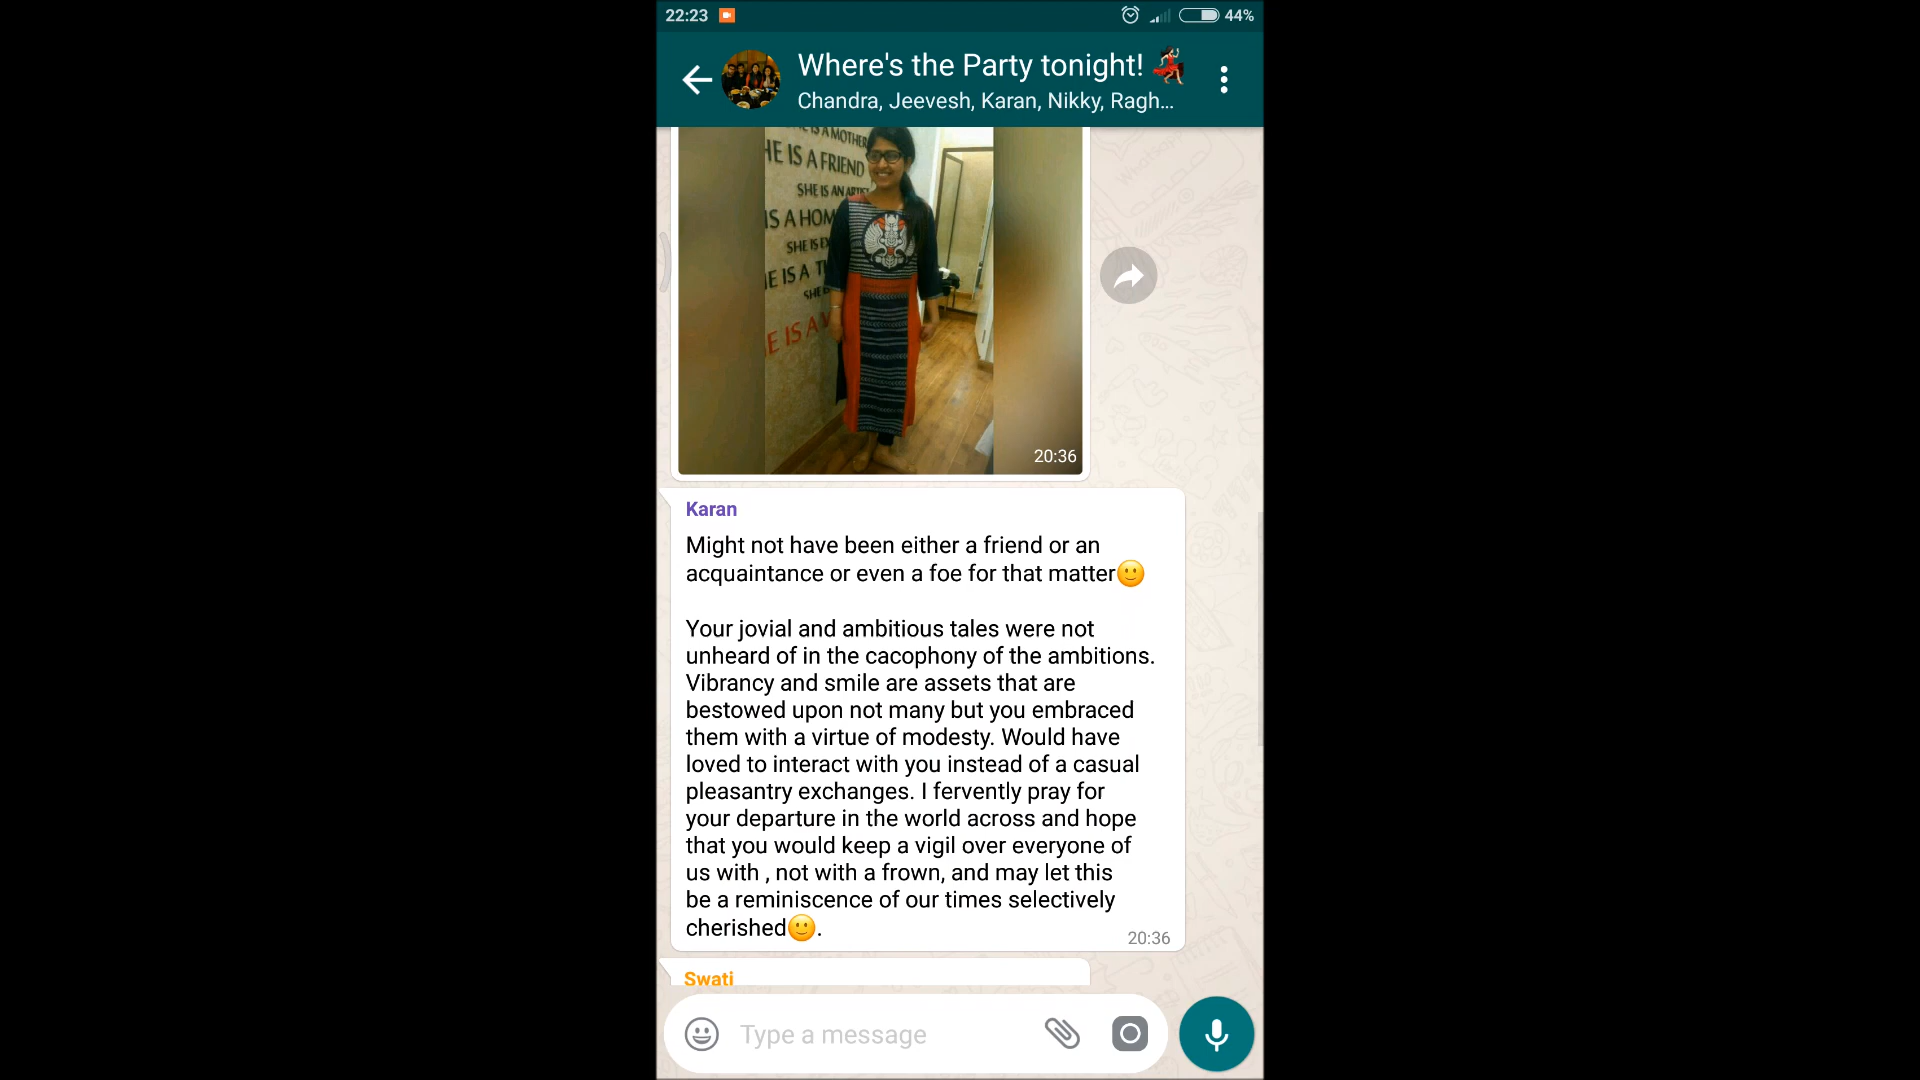 22:23
44%
Where's the Party tonight!
Chandra, Jeevesh, Karan, Nikky, Ragh...
IS A MOTHER
HE IS A FRIEND
SHE IS AN
IS A HOM
SHE IS
E IS A
SHE
E IS A
20:36
Karan
Might not have been either a friend or an
acquaintance or even a foe for that matter🙂
Your jovial and ambitious tales were not
unheard of in the cacophony of the ambitions.
Vibrancy and smile are assets that are
bestowed upon not many but you embraced
them with a virtue of modesty. Would have
loved to interact with you instead of a casual
pleasantry exchanges. I fervently pray for
your departure in the world across and hope
that you would keep a vigil over everyone of
us with , not with a frown, and may let this
be a reminiscence of our times selectively
cherished🙂.
20:36
Swati
Type a message